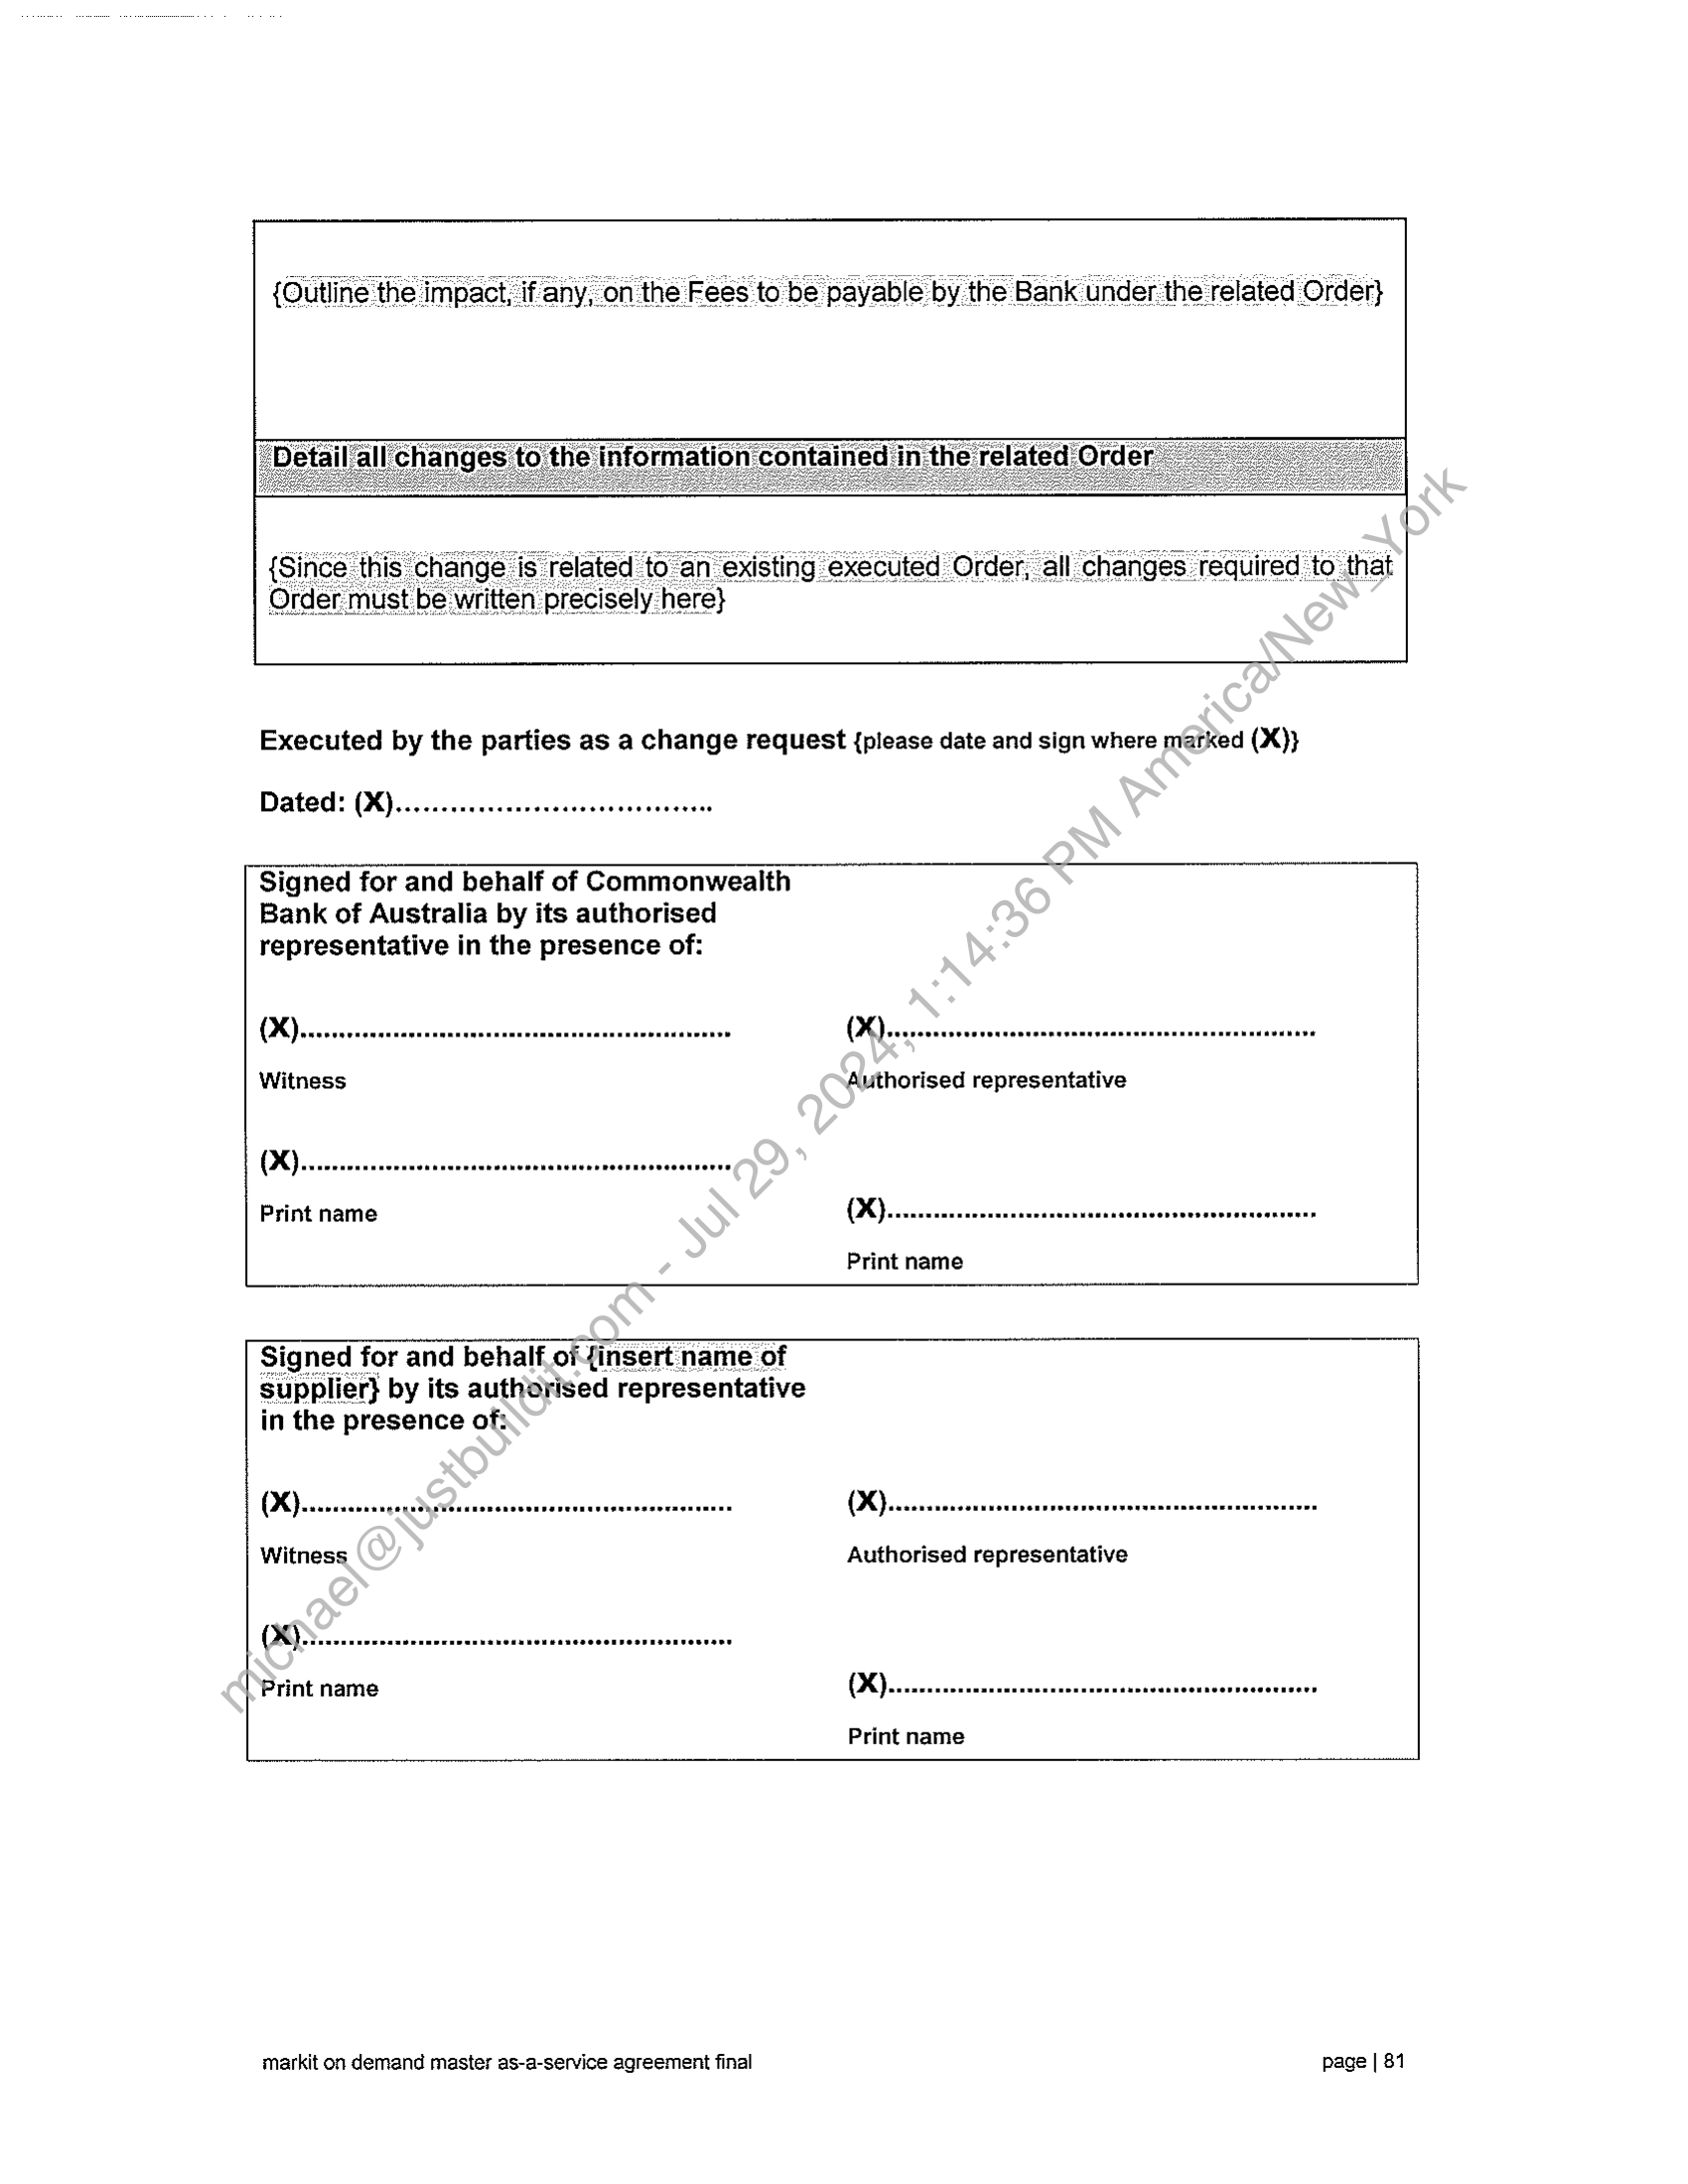 {Outline the impact, if any, on the Fees to be payable by the Bank under the related Order}
Detail all changes to the information contained in the related Order
{Since this change is related to an existing executed Order, all changes required to that
Order must be written precisely here}
Executed by the parties as a change request {please date and sign where marked (X)}
Dated: (X)...................................
Signed for and behalf of Commonwealth
Bank of Australia by its authorised
representative in the presence of:
(X)........................................................ (X)........................................................
Witness Authorised representative
(X)........................................................
Print name
(X)........................................................
Print name
Signed for and behalf of {insert name of
supplier} by its authorised representative
in the presence of:
(X)........................................................ (X)........................................................
Witness Authorised representative
(X)........................................................
Print name
(X)........................................................
Print name
markit on demand master as-a-service agreement final page | 81
michael@justbuildit.com - Jul 29, 2024, 1:14:36 PM America/New_York